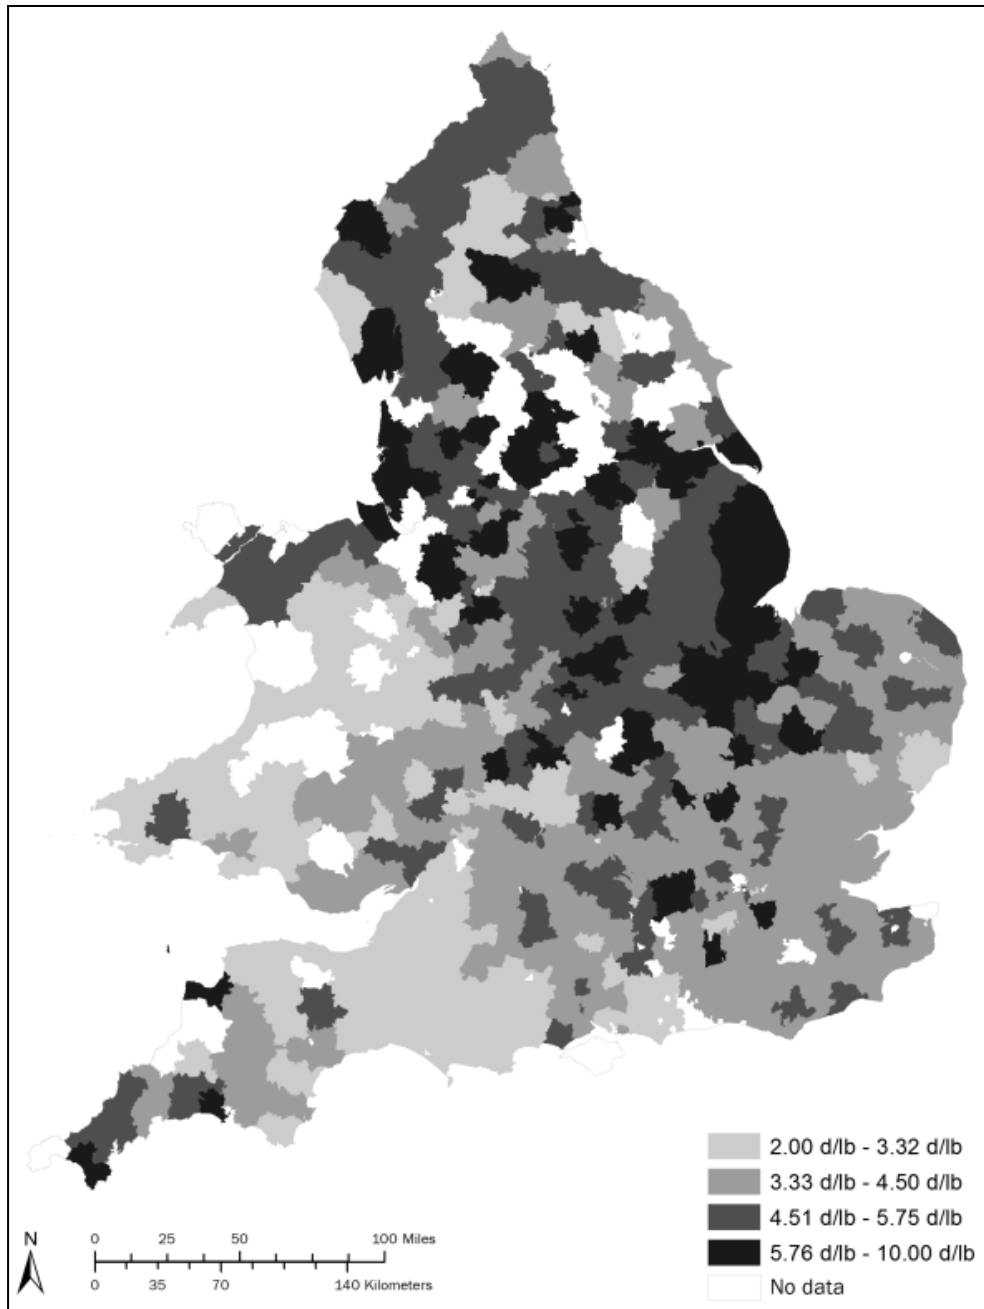 2.00 d/lb - 3.32 d/lb
3.33 d/lb - 4.50 d/lb
4.51 d/lb - 5.75 d/lb
5.76 d/lb - 10.00 d/lb
No data
N
0 25 50 100 Miles
0 35 70 140 Kilometers